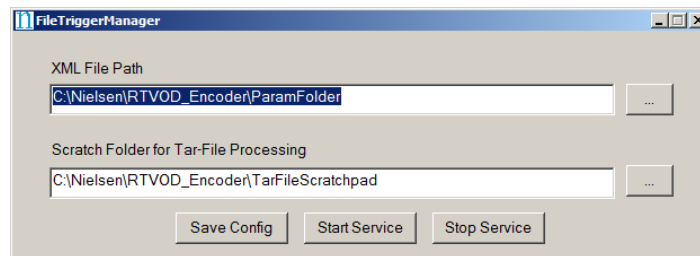 FileTriggerManager
XML File Path
C:\Nielsen\RTVOD_Encoder\ParamFolder
...
Scratch Folder for Tar-File Processing
C:\Nielsen\RTVOD_Encoder\TarFileScratchpad
...
Save Config Start Service Stop Service